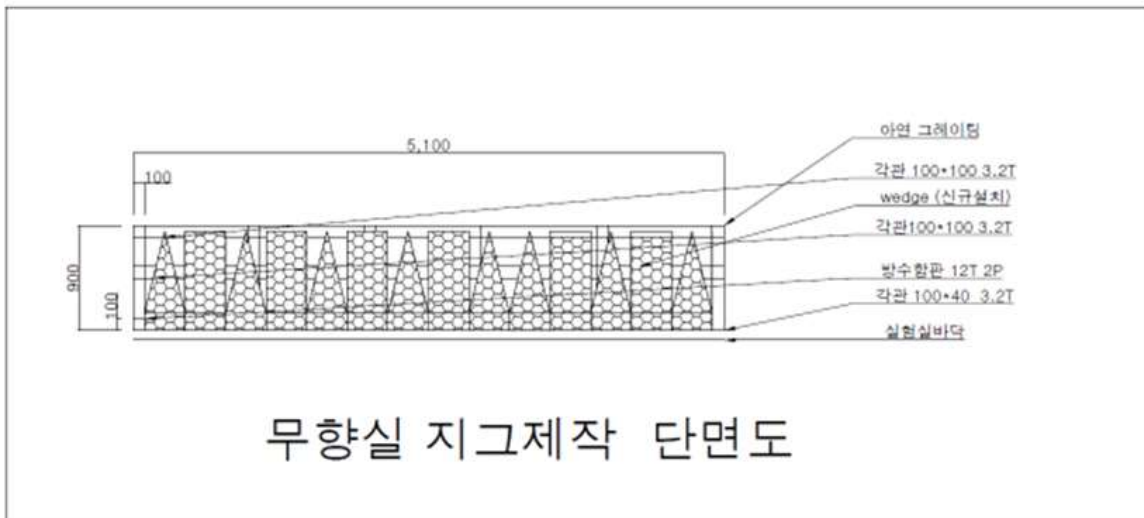 아연 그레이팅
5,100
각관 100*100 3.2T
100
wedge (신규설치)
각관100*100 3.2T
900
방수합판 12T 2P
100
각관 100*40 3.2T
실험실바닥
무향실 지그제작 단면도